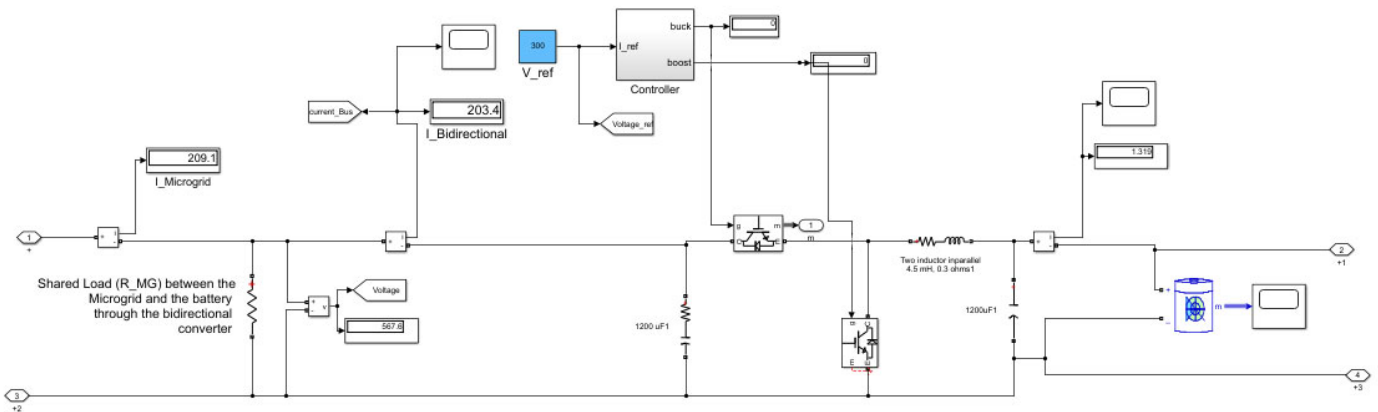 buck
0
300
I_ref
V_ref
boost
0
Controller
current_Bus
203.4
I_Bidirectional
Voltage_ref
209.1
I_Microgrid
1.319
1
+
g
m
1
m
C
E
Two inductor inparallel
4.5 mH, 0.3 ohms1
2
+1
Shared Load (R_MG) between the
Microgrid and the battery
through the bidirectional
converter
Voltage
+
v
-
567.6
1200 uF1
g
C
E
1200uF1
+
m
_
3
+2
4
+3